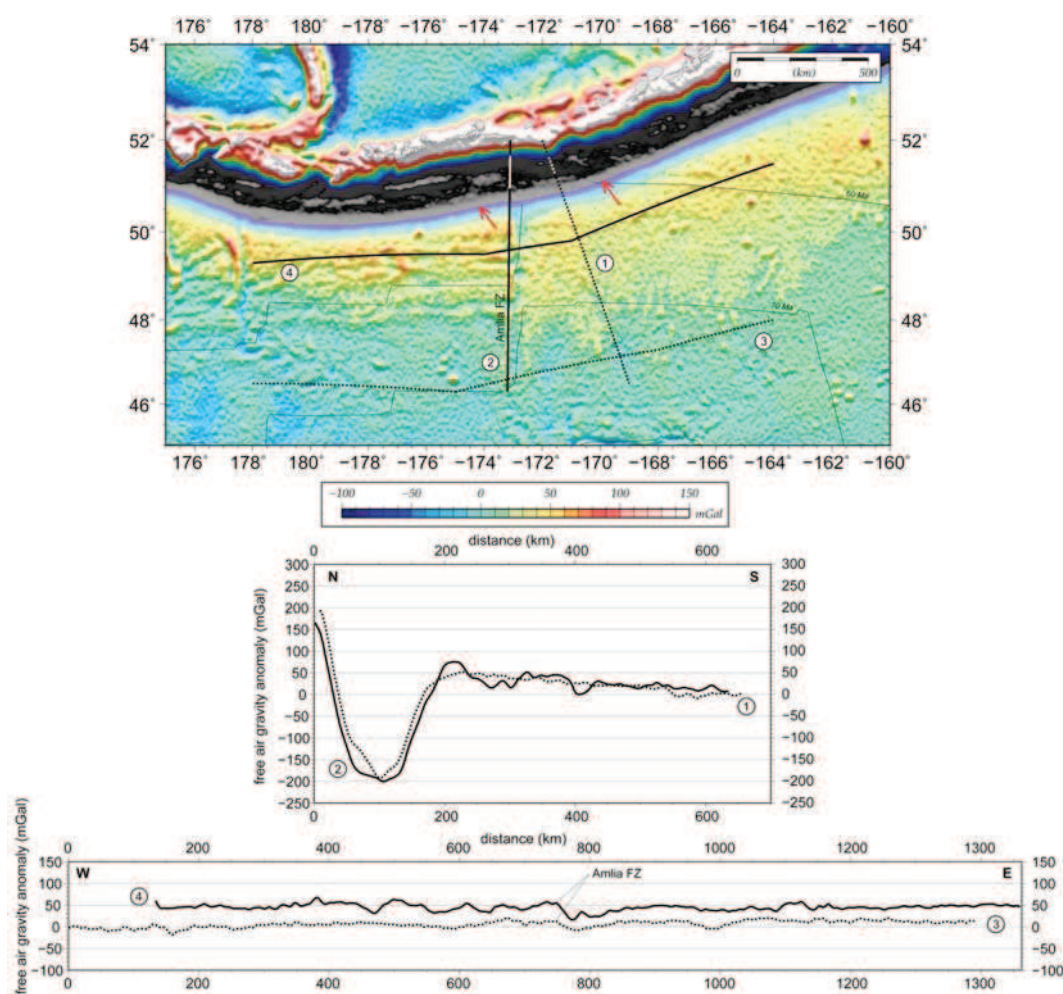 176° 178° 180° −178° −176° −174° −172° −170° −168° −166° −164° −162° −160°
54° 54°
0 (km) 500
52° 52°
60 Ma
50° 50°
4 1
Amlia FZ
70 Ma
48° 48°
2 3
46° 46°
176° 178° 180° −178° −176° −174° −172° −170° −168° −166° −164° −162° −160°
−100 −50 0 50 100 150
mGal
distance (km)
0 200 400 600
300 N S 300
250 250
200 200
150 150
100 100
50 50
0 0
−50 1 −50
−100 −100
−150 −150
2
−200 −200
−250 −250
free air gravity anomaly (mGal)
0 200 400 600
distance (km)
0 200 400 600 800 1000 1200 1300
150 W Amlia FZ E 150
100 4 100
50 50
0 3 0
−50 −50
−100 −100
free air gravity anomaly (mGal)
0 200 400 600 800 1000 1200 1300